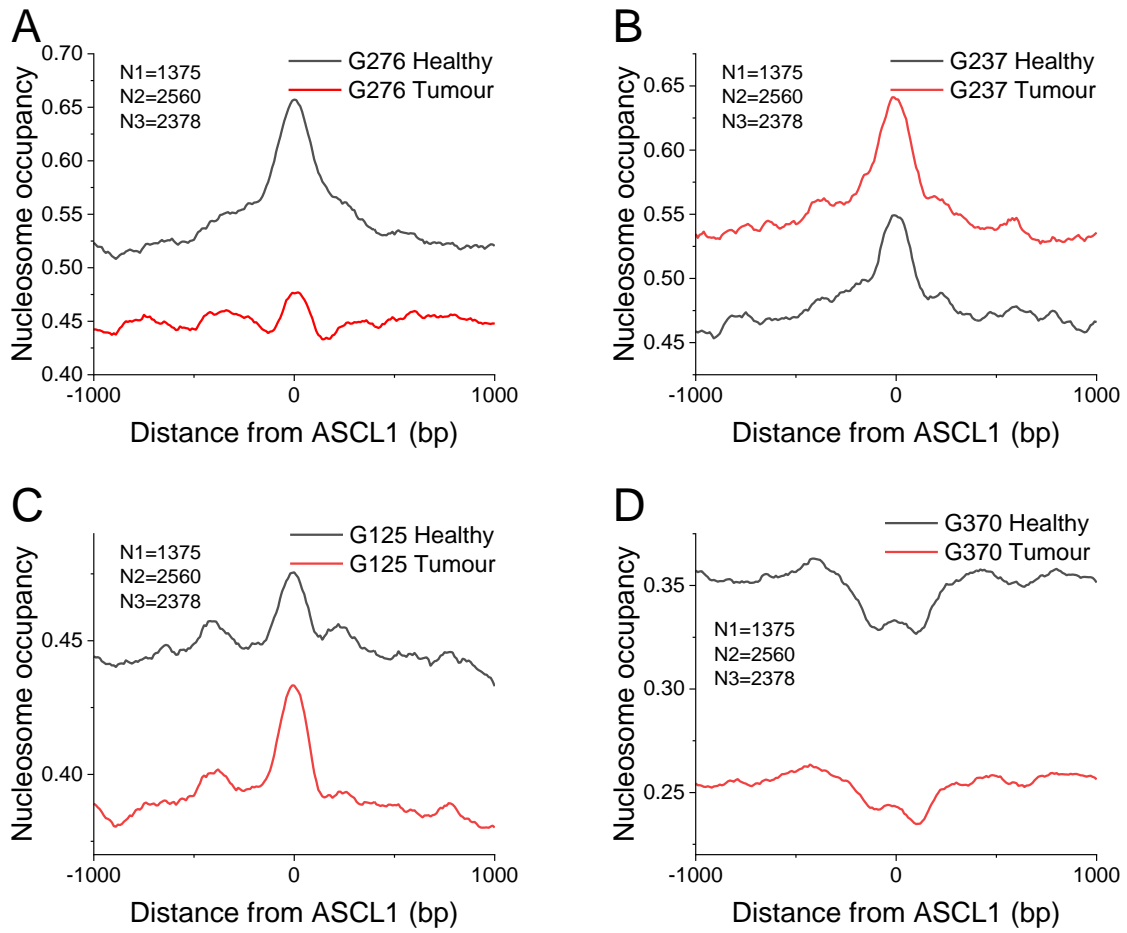 A
Nucleosome occupancy
0.70
0.65
0.60
0.55
0.50
0.45
0.40
N1=1375
N2=2560
N3=2378
G276 Healthy
G276 Tumour
-1000
0
1000
Distance from ASCL1 (bp)
B
Nucleosome occupancy
0.65
0.60
0.55
0.50
0.45
N1=1375
N2=2560
N3=2378
G237 Healthy
G237 Tumour
-1000
0
1000
Distance from ASCL1 (bp)
C
Nucleosome occupancy
0.45
0.40
N1=1375
N2=2560
N3=2378
G125 Healthy
G125 Tumour
-1000
0
1000
Distance from ASCL1 (bp)
D
Nucleosome occupancy
0.35
0.30
0.25
G370 Healthy
G370 Tumour
N1=1375
N2=2560
N3=2378
-1000
0
1000
Distance from ASCL1 (bp)